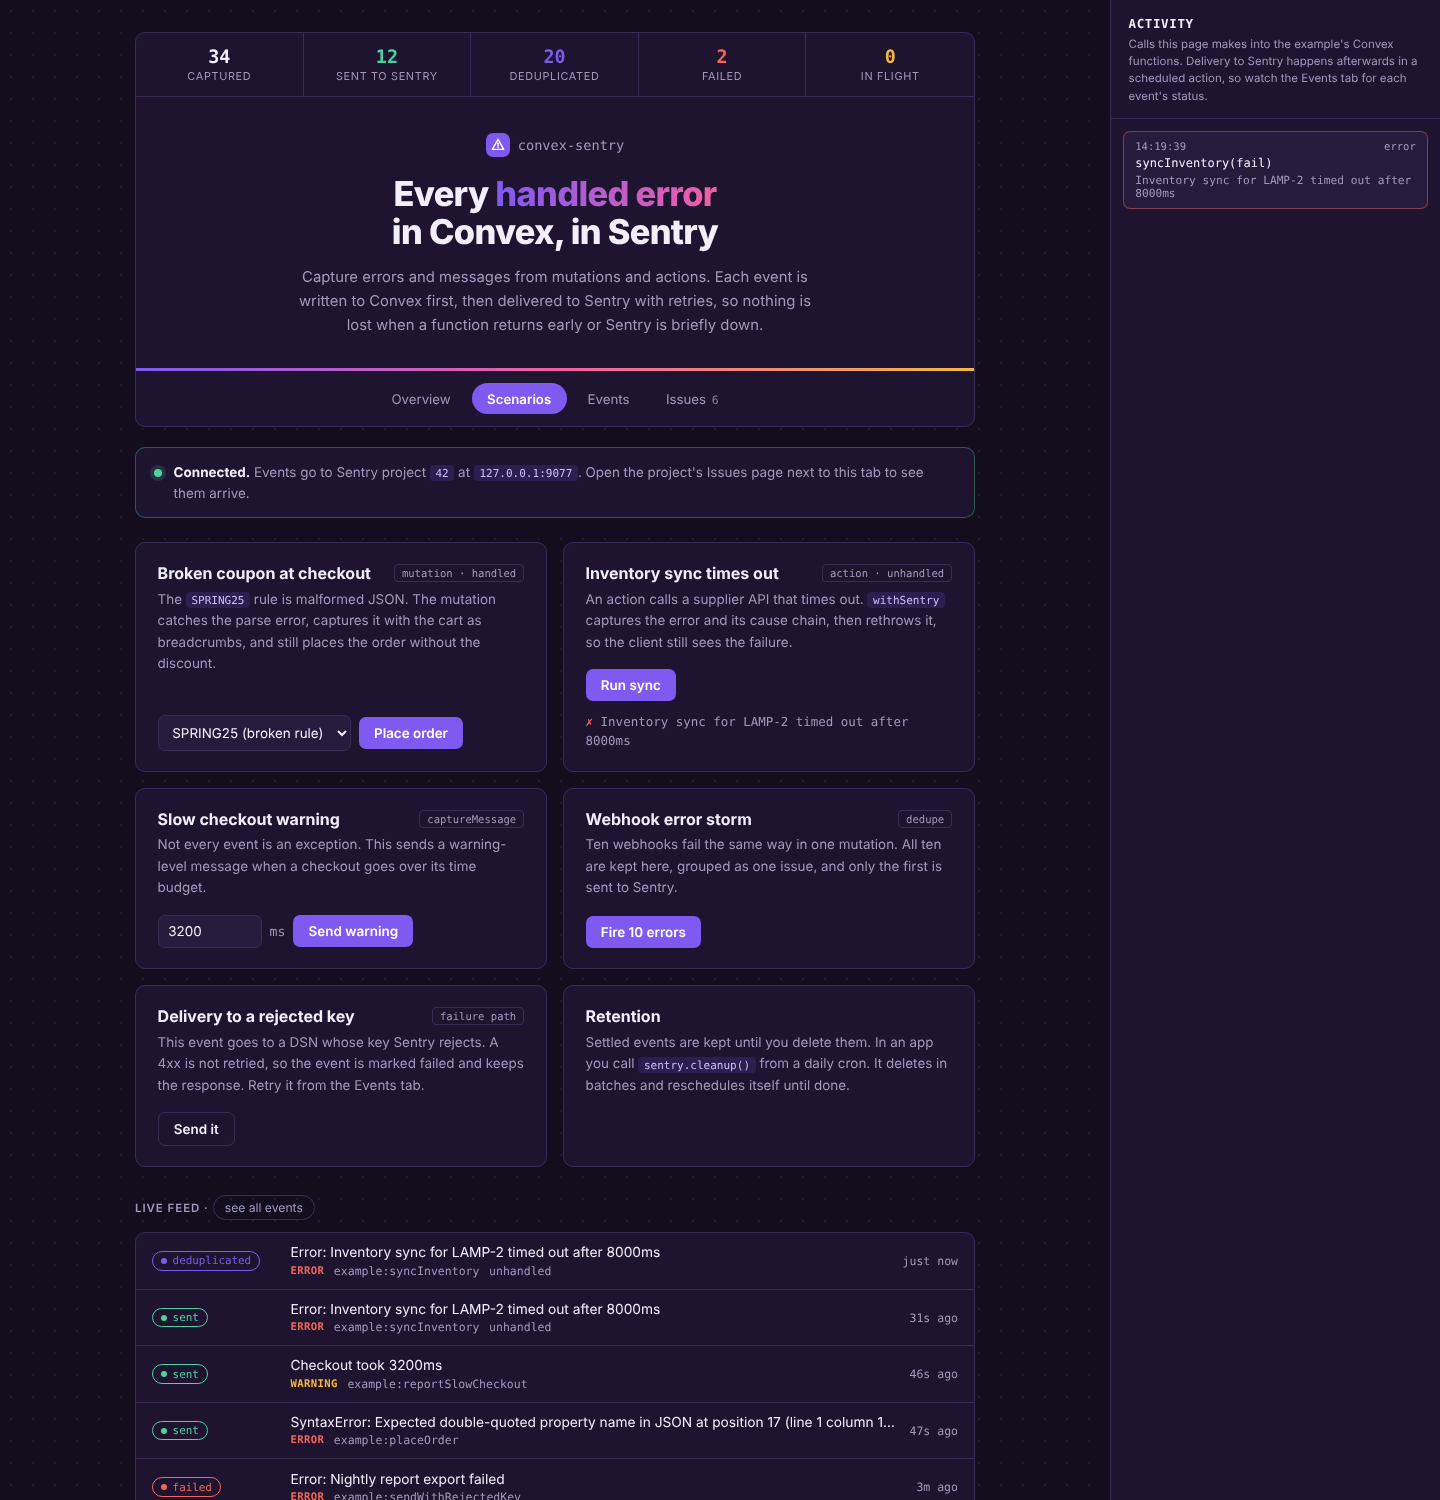 34
CAPTURED
12
SENT TO SENTRY
20
DEDUPLICATED
2
FAILED
0
IN FLIGHT
convex-sentry
Every handled error
in Convex, in Sentry
Capture errors and messages from mutations and actions. Each event is
written to Convex first, then delivered to Sentry with retries, so nothing is
lost when a function returns early or Sentry is briefly down.
Overview
Scenarios
Events
Issues 6
Connected. Events go to Sentry project 42 at 127.0.0.1:9077. Open the project's Issues page next to this tab to see
them arrive.
Broken coupon at checkout
mutation · handled
The SPRING25 rule is malformed JSON. The mutation
catches the parse error, captures it with the cart as
breadcrumbs, and still places the order without the
discount.
SPRING25 (broken rule)
Place order
Inventory sync times out
action · unhandled
An action calls a supplier API that times out. withSentry
captures the error and its cause chain, then rethrows it,
so the client still sees the failure.
Run sync
✗ Inventory sync for LAMP-2 timed out after
8000ms
Slow checkout warning
captureMessage
Not every event is an exception. This sends a warning-
level message when a checkout goes over its time
budget.
3200
ms
Send warning
Webhook error storm
dedupe
Ten webhooks fail the same way in one mutation. All ten
are kept here, grouped as one issue, and only the first is
sent to Sentry.
Fire 10 errors
Delivery to a rejected key
failure path
This event goes to a DSN whose key Sentry rejects. A
4xx is not retried, so the event is marked failed and keeps
the response. Retry it from the Events tab.
Send it
Retention
Settled events are kept until you delete them. In an app
you call sentry.cleanup() from a daily cron. It deletes in
batches and reschedules itself until done.
LIVE FEED ·
see all events
deduplicated
Error: Inventory sync for LAMP-2 timed out after 8000ms
ERROR example:syncInventory unhandled
just now
sent
Error: Inventory sync for LAMP-2 timed out after 8000ms
ERROR example:syncInventory unhandled
31s ago
sent
Checkout took 3200ms
WARNING example:reportSlowCheckout
46s ago
sent
SyntaxError: Expected double-quoted property name in JSON at position 17 (line 1 column 1...
ERROR example:placeOrder
47s ago
failed
Error: Nightly report export failed
ERROR example:sendWithRejectedKey
3m ago
ACTIVITY
Calls this page makes into the example's Convex
functions. Delivery to Sentry happens afterwards in a
scheduled action, so watch the Events tab for each
event's status.
14:19:39
error
syncInventory(fail)
Inventory sync for LAMP-2 timed out after
8000ms